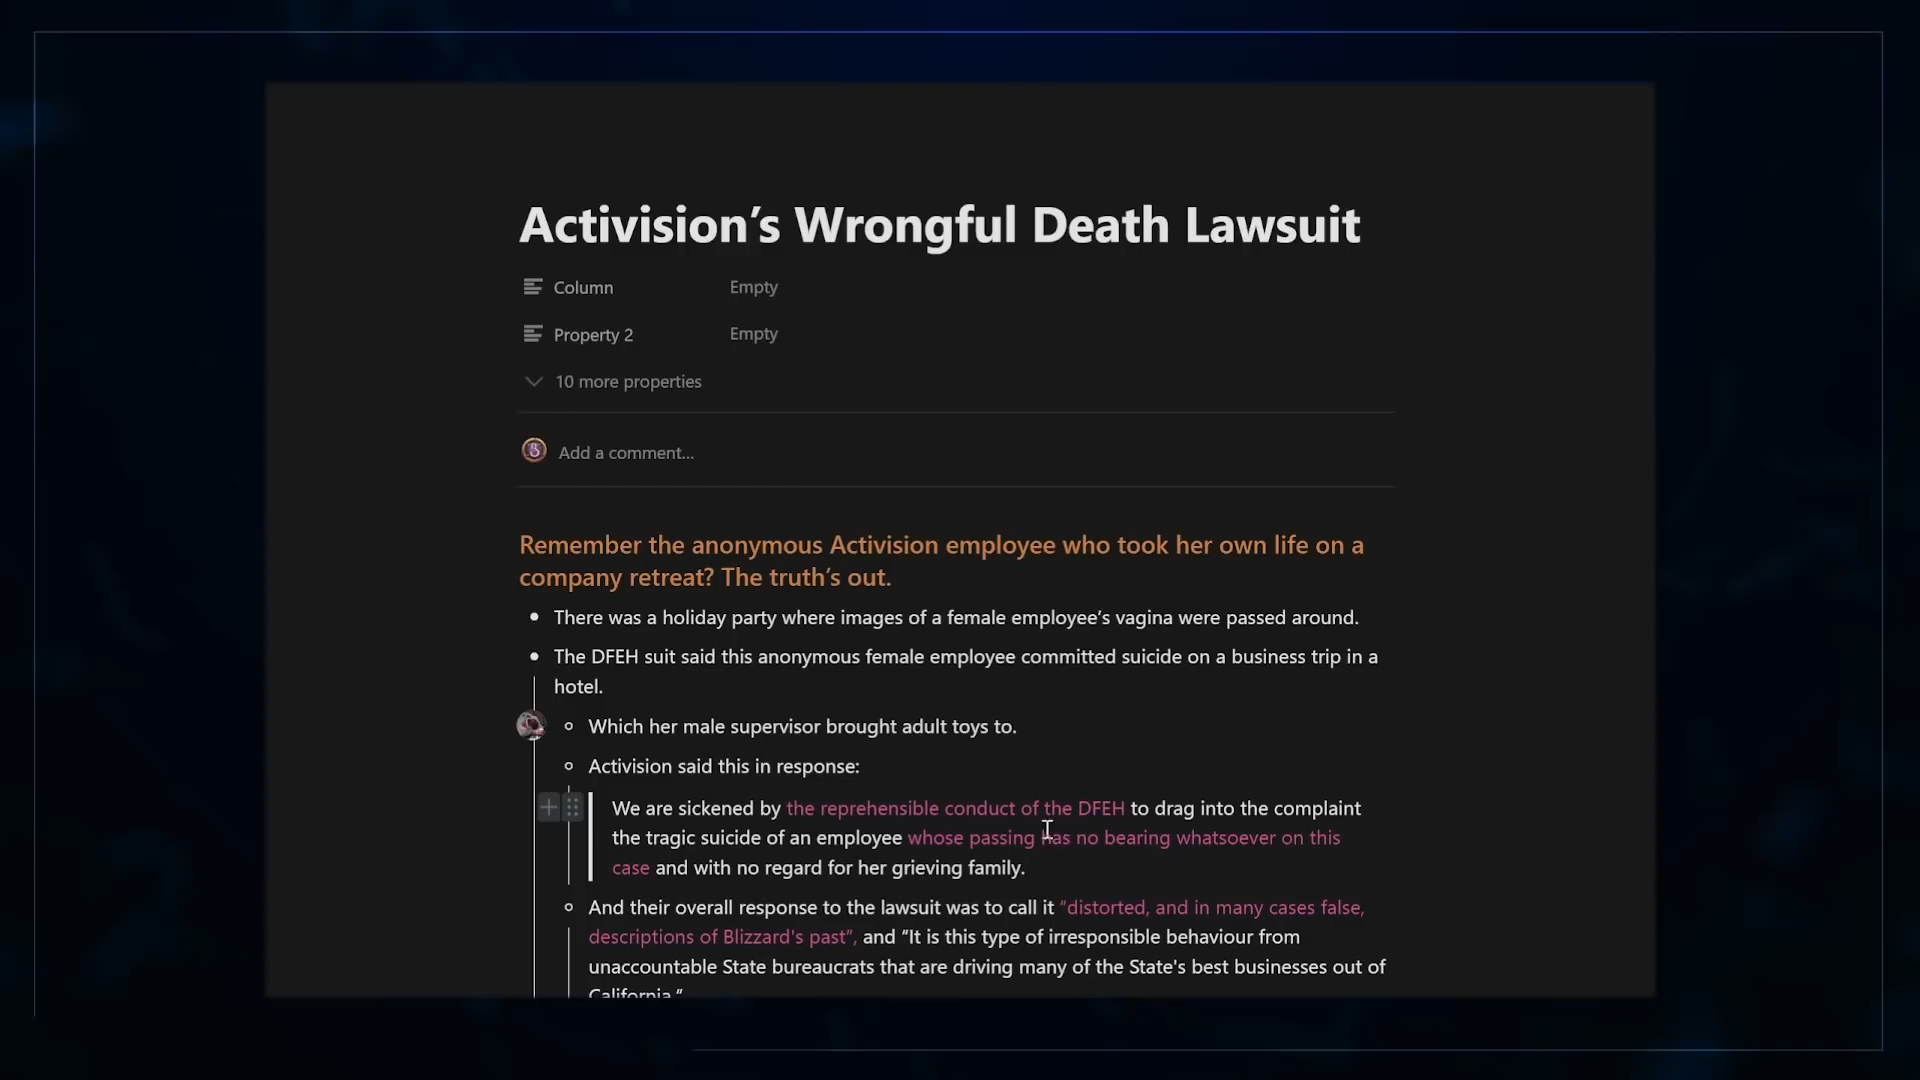 Activision’s Wrongful Death Lawsuit
Column Empty
Property 2 Empty
10 more properties
Add a comment...
Remember the anonymous Activision employee who took her own life on a
company retreat? The truth’s out.
There was a holiday party where images of a female employee’s vagina were passed around.
The DFEH suit said this anonymous female employee committed suicide on a business trip in a
hotel.
Which her male supervisor brought adult toys to.
Activision said this in response:
We are sickened by the reprehensible conduct of the DFEH to drag into the complaint
the tragic suicide of an employee whose passing has no bearing whatsoever on this
case and with no regard for her grieving family.
And their overall response to the lawsuit was to call it “distorted, and in many cases false,
descriptions of Blizzard's past”, and “It is this type of irresponsible behaviour from
unaccountable State bureaucrats that are driving many of the State's best businesses out of
California.”